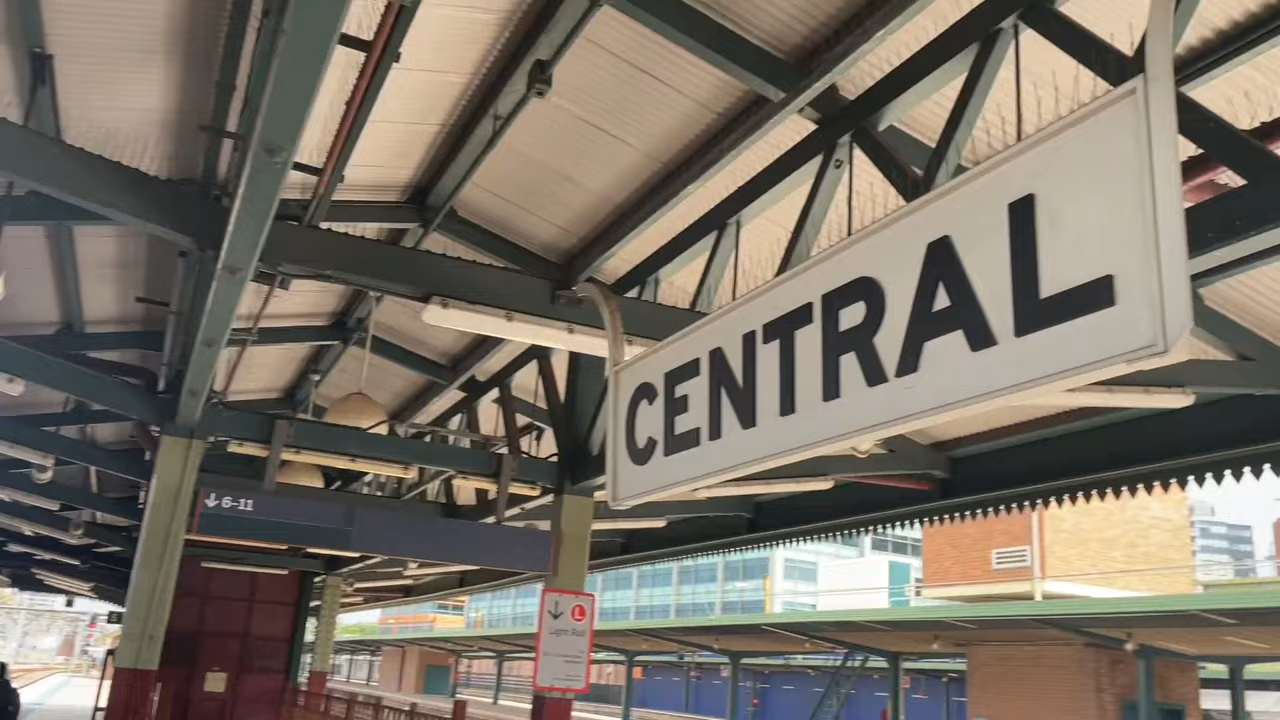 CENTRAL
↓ 6-11
↓ L
Light Rail